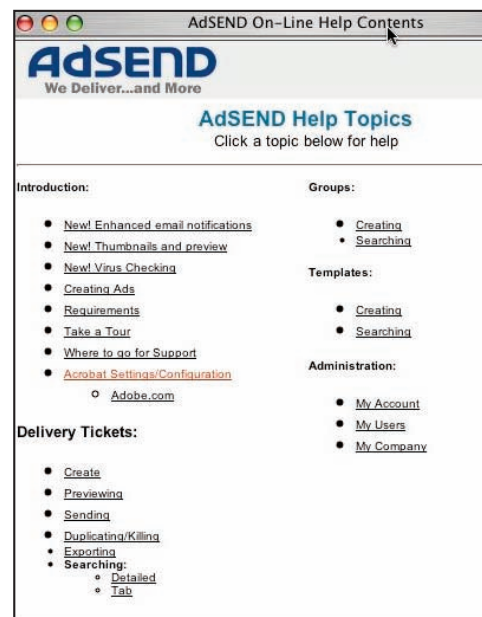 AdSEND On-Line Help Contents
AdSEND
We Deliver...and More
AdSEND Help Topics
Click a topic below for help
Introduction:
New! Enhanced email notifications
New! Thumbnails and preview
New! Virus Checking
Creating Ads
Requirements
Take a Tour
Where to go for Support
Acrobat Settings/Configuration
Adobe.com
Delivery Tickets:
Create
Previewing
Sending
Duplicating/Killing
Exporting
Searching:
Detailed
Tab
Groups:
Creating
Searching
Templates:
Creating
Searching
Administration:
My Account
My Users
My Company